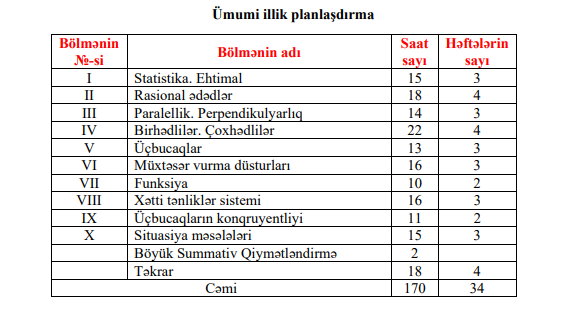 Ümumi illik planlaşdırma
Bölmənin №-si Bölmənin adı Saat sayı Həftələrin sayı
I Statistika. Ehtimal 15 3
II Rasional ədədlər 18 4
III Paralellik. Perpendikulyarlıq 14 3
IV Birhədlilər. Çoxhədlilər 22 4
V Üçbucaqlar 13 3
VI Müxtəsər vurma düsturları 16 3
VII Funksiya 10 2
VIII Xətti tənliklər sistemi 16 3
IX Üçbucaqların konqruyentliyi 11 2
X Situasiya məsələləri 15 3
Böyük Summativ Qiymətləndirmə 2
Təkrar 18 4
Cəmi 170 34